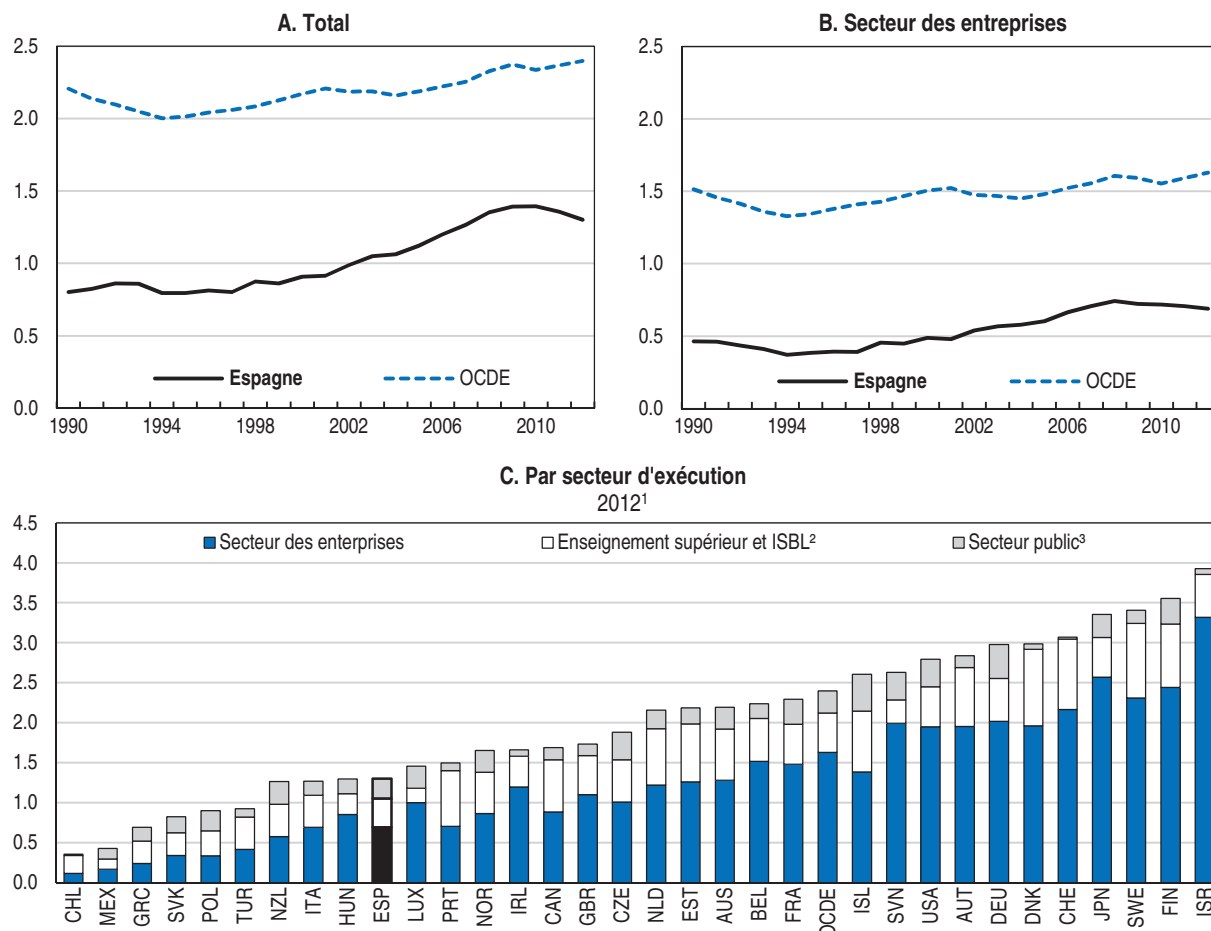 A. Total
2.5
2.0
1.5
1.0
0.5
0.0
Espagne
OCDE
1990 1994 1998 2002 2006 2010
B. Secteur des entreprises
2.5
2.0
1.5
1.0
0.5
0.0
Espagne
OCDE
1990 1994 1998 2002 2006 2010
C. Par secteur d'exécution
2012¹
4.5
4.0
3.5
3.0
2.5
2.0
1.5
1.0
0.5
0.0
Secteur des enterprises
Enseignement supérieur et ISBL²
Secteur public³
CHL MEX GRC SVK POL TUR NZL ITA HUN ESP LUX PRT NOR IRL CAN GBR CZE NLD EST AUS BEL FRA OCDE ISL SVN USA AUT DEU DNK CHE JPN SWE FIN ISR